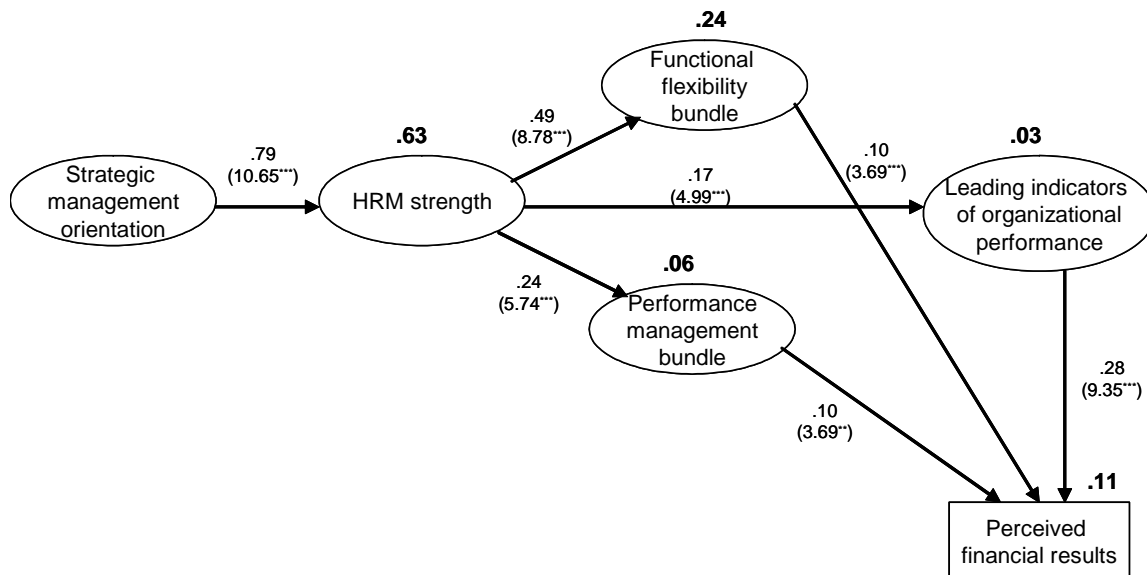 .24
Functional
flexibility
bundle
.49
(8.78***)
.63
.03
.79
(10.65***)
.10
(3.69***)
Strategic
management
orientation
HRM strength
.17
(4.99***)
Leading indicators
of organizational
performance
.24
(5.74***)
.06
Performance
management
bundle
.28
(9.35***)
.10
(3.69**)
.11
Perceived
financial results